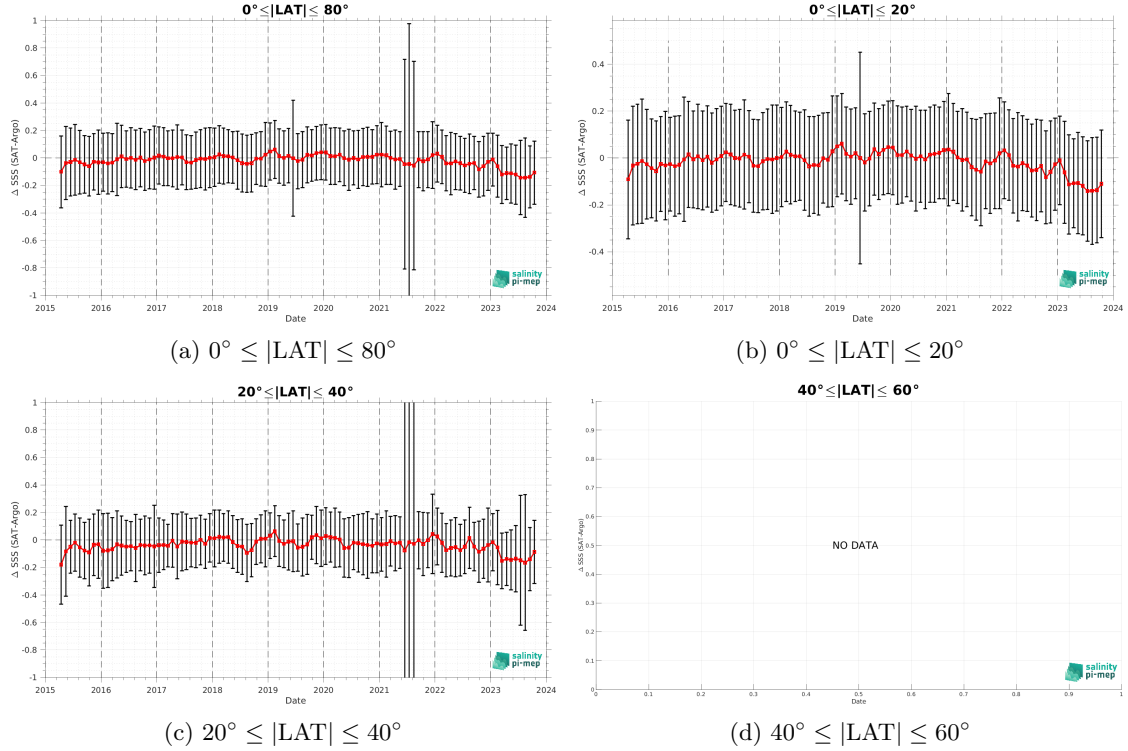 0°≤|LAT|≤ 80°
1
0.8
0.6
0.4
0.2
0
-0.2
-0.4
-0.6
-0.8
-1
Δ SSS (SAT-Argo)
2015 2016 2017 2018 2019 2020 2021 2022 2023 2024
Date
salinity
pi-mep
(a) 0° ≤ |LAT| ≤ 80°
0°≤|LAT|≤ 20°
0.4
0.2
0
-0.2
-0.4
Δ SSS (SAT-Argo)
2015 2016 2017 2018 2019 2020 2021 2022 2023 2024
Date
salinity
pi-mep
(b) 0° ≤ |LAT| ≤ 20°
20°≤|LAT|≤ 40°
1
0.8
0.6
0.4
0.2
0
-0.2
-0.4
-0.6
-0.8
-1
Δ SSS (SAT-Argo)
2015 2016 2017 2018 2019 2020 2021 2022 2023 2024
Date
salinity
pi-mep
(c) 20° ≤ |LAT| ≤ 40°
40°≤|LAT|≤ 60°
1
0.9
0.8
0.7
0.6
0.5
0.4
0.3
0.2
0.1
0
Δ SSS (SAT-Argo)
NO DATA
0 0.1 0.2 0.3 0.4 0.5 0.6 0.7 0.8 0.9 1
Date
salinity
pi-mep
(d) 40° ≤ |LAT| ≤ 60°